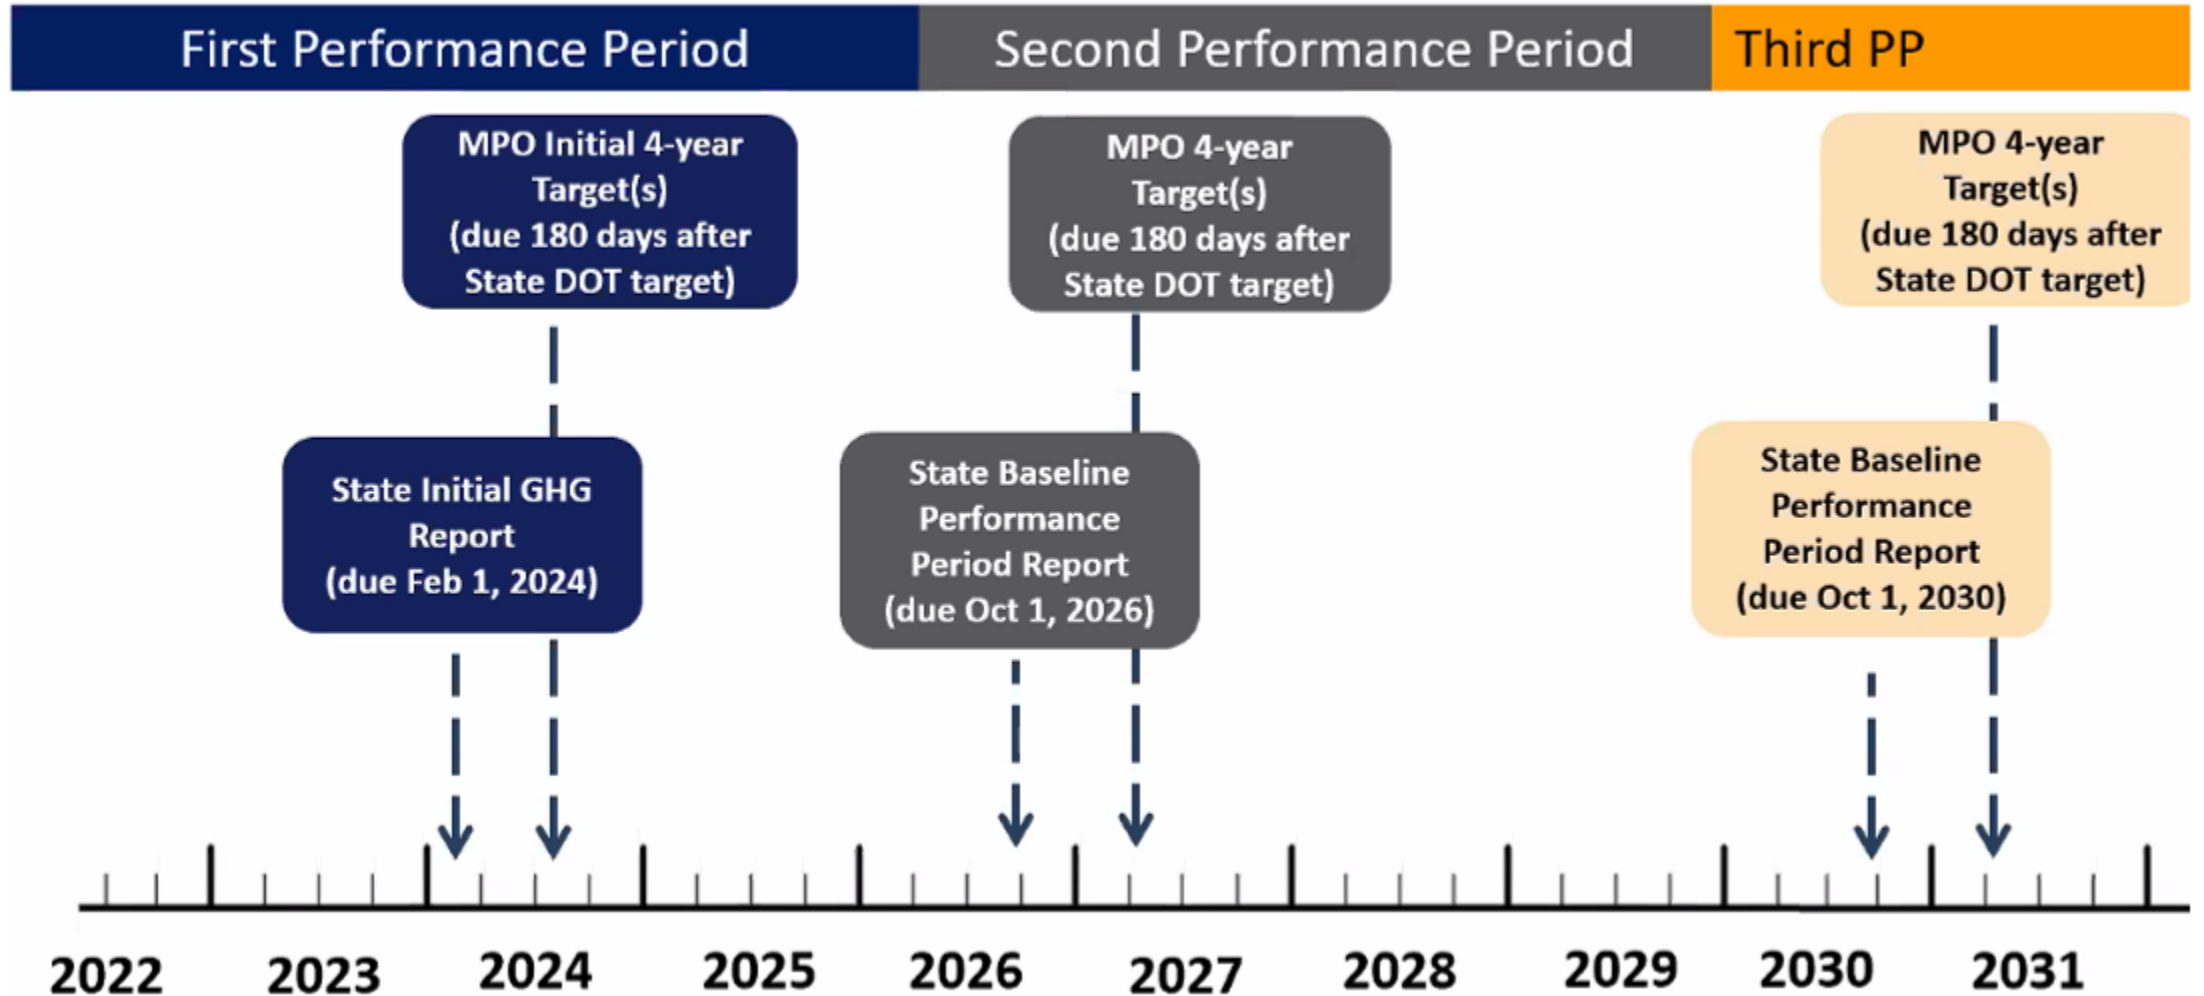 First Performance Period
Second Performance Period
Third PP
MPO Initial 4-year
Target(s)
(due 180 days after
State DOT target)
MPO 4-year
Target(s)
(due 180 days after
State DOT target)
MPO 4-year
Target(s)
(due 180 days after
State DOT target)
State Initial GHG
Report
(due Feb 1, 2024)
State Baseline
Performance
Period Report
(due Oct 1, 2026)
State Baseline
Performance
Period Report
(due Oct 1, 2030)
2022
2023
2024
2025
2026
2027
2028
2029
2030
2031